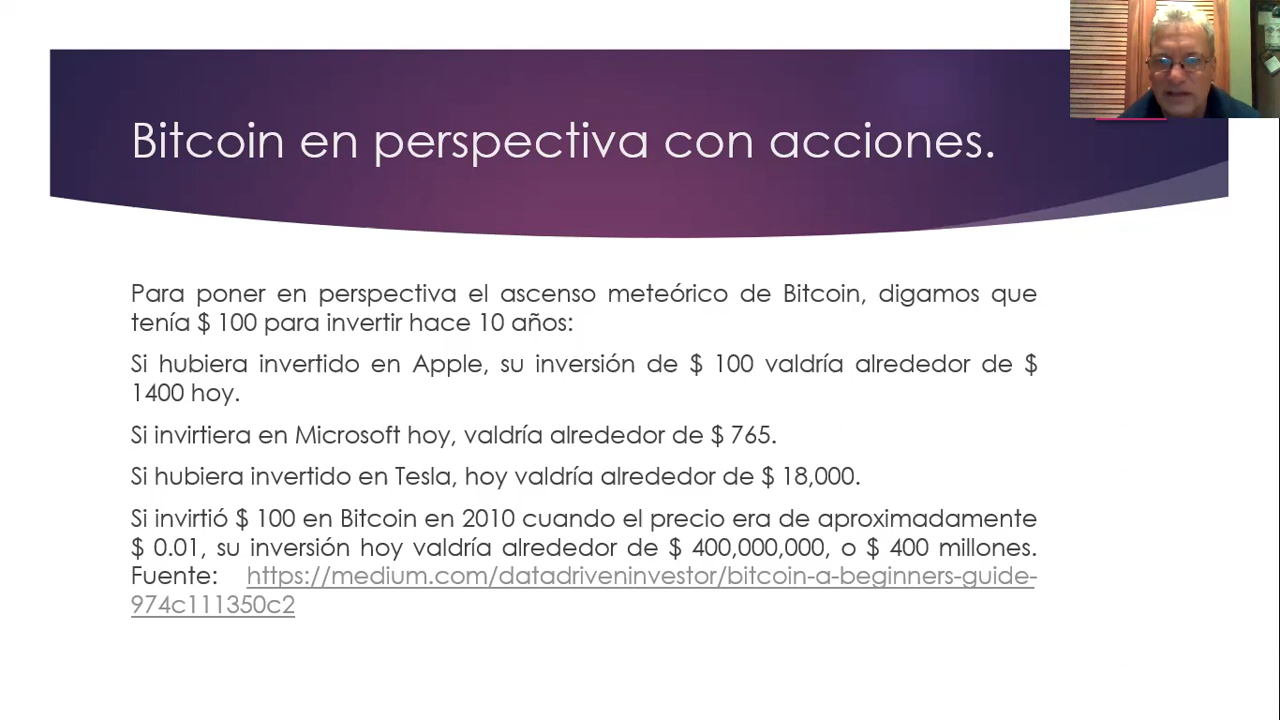 Bitcoin en perspectiva con acciones.
Para poner en perspectiva el ascenso meteórico de Bitcoin, digamos que
tenía $ 100 para invertir hace 10 años:
Si hubiera invertido en Apple, su inversión de $ 100 valdría alrededor de $
1400 hoy.
Si invirtiera en Microsoft hoy, valdría alrededor de $ 765.
Si hubiera invertido en Tesla, hoy valdría alrededor de $ 18,000.
Si invirtió $ 100 en Bitcoin en 2010 cuando el precio era de aproximadamente
$ 0.01, su inversión hoy valdría alrededor de $ 400,000,000, o $ 400 millones.
Fuente: https://medium.com/datadriveninvestor/bitcoin-a-beginners-guide-
974c111350c2